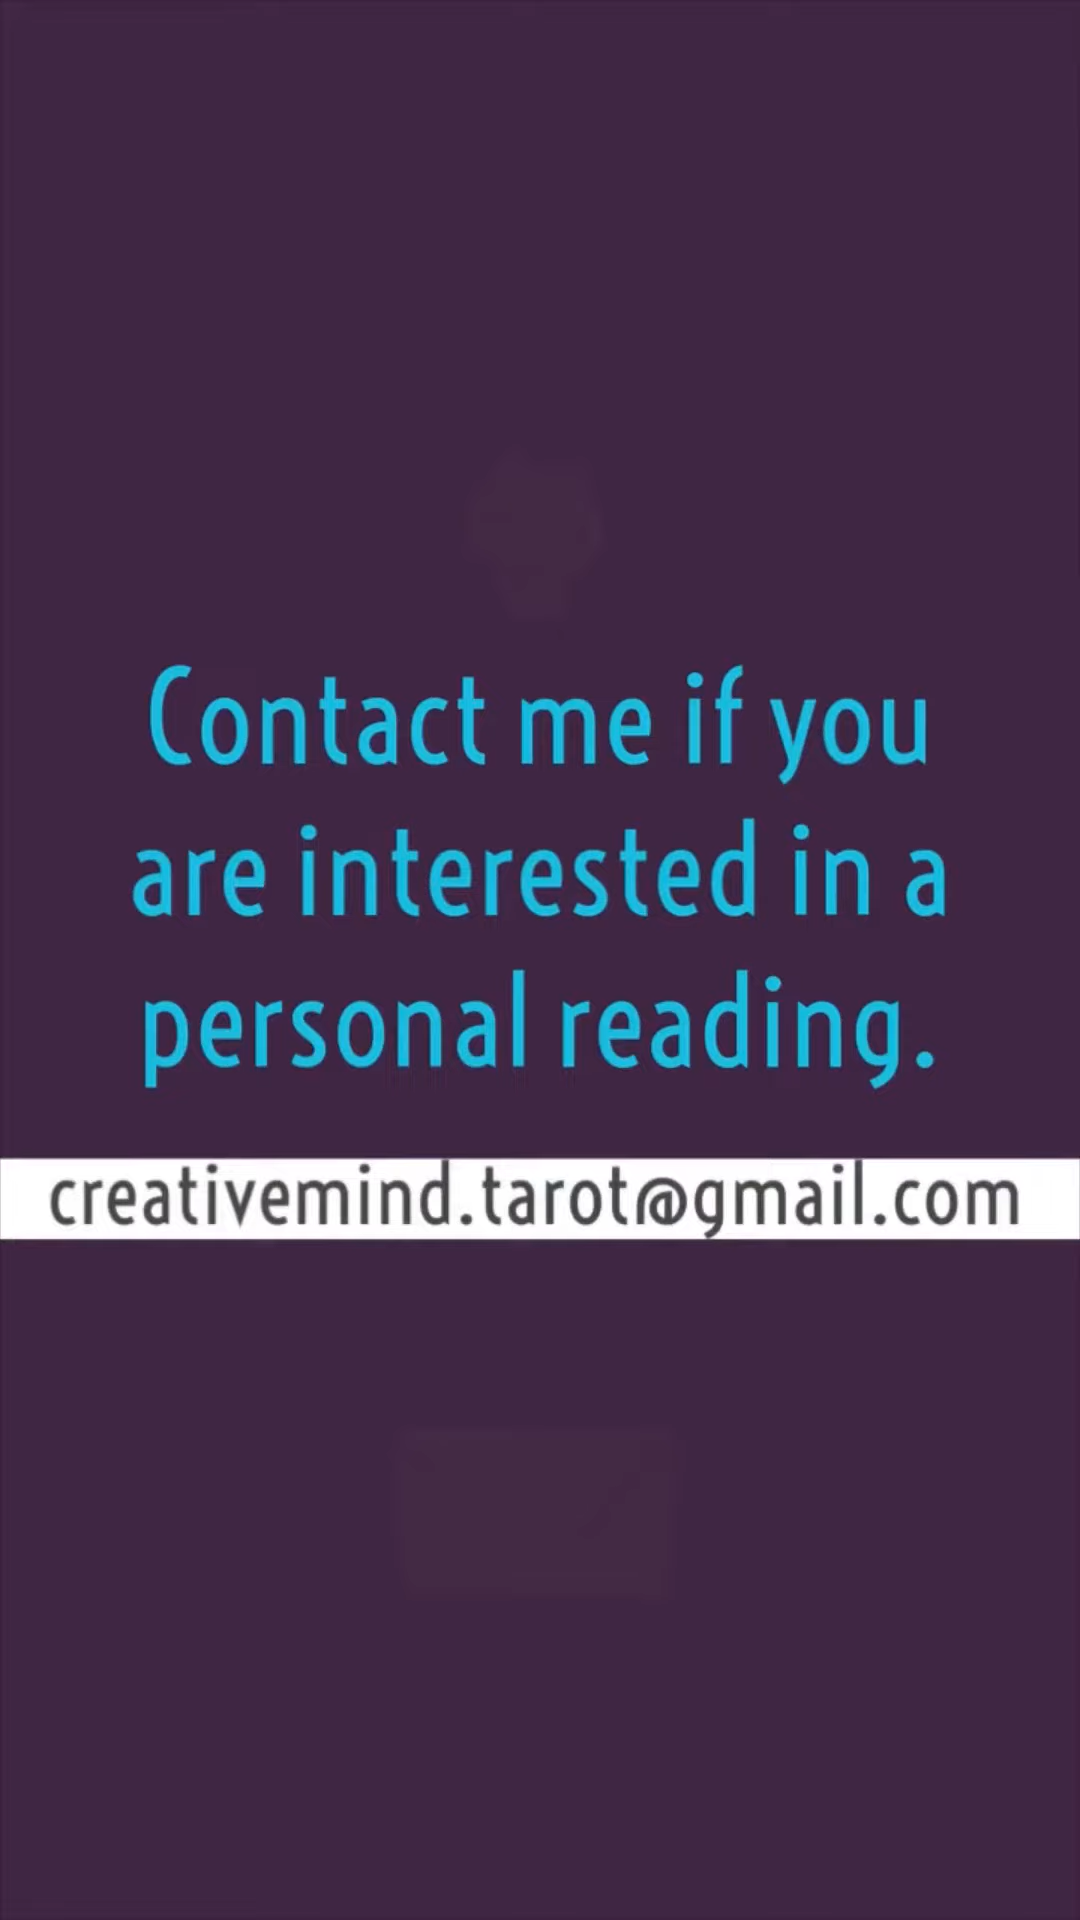 Contact me if you
are interested in a
personal reading.
creativemind.tarot@gmail.com